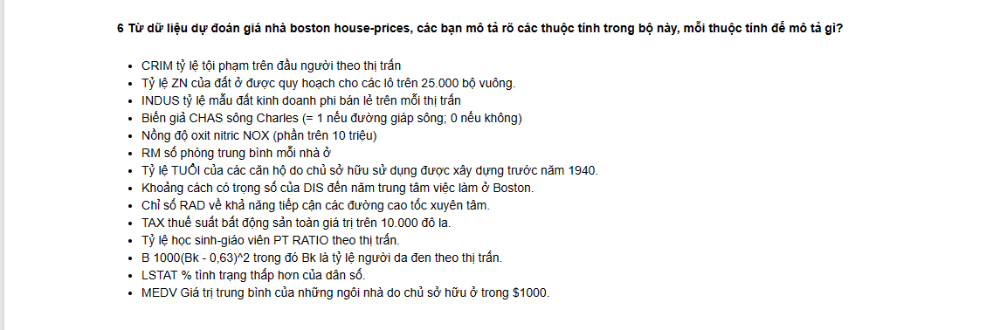 6 Từ dữ liệu dự đoán giá nhà boston house-prices, các bạn mô tả rõ các thuộc tính trong bộ này, mỗi thuộc tính để mô tả gì?
• CRIM tỷ lệ tội phạm trên đầu người theo thị trấn
• Tỷ lệ ZN của đất ở được quy hoạch cho các lô trên 25.000 bộ vuông.
• INDUS tỷ lệ mẫu đất kinh doanh phi bán lẻ trên mỗi thị trấn
• Biến giả CHAS sông Charles (= 1 nếu đường giáp sông; 0 nếu không)
• Nồng độ oxit nitric NOX (phần trên 10 triệu)
• RM số phòng trung bình mỗi nhà ở
• Tỷ lệ TUỔI của các căn hộ do chủ sở hữu sử dụng được xây dựng trước năm 1940.
• Khoảng cách có trọng số của DIS đến năm trung tâm việc làm ở Boston.
• Chỉ số RAD về khả năng tiếp cận các đường cao tốc xuyên tâm.
• TAX thuế suất bất động sản toàn giá trị trên 10.000 đô la.
• Tỷ lệ học sinh-giáo viên PT RATIO theo thị trấn.
• B 1000(Bk - 0,63)^2 trong đó Bk là tỷ lệ người da đen theo thị trấn.
• LSTAT % tình trạng thấp hơn của dân số.
• MEDV Giá trị trung bình của những ngôi nhà do chủ sở hữu ở trong $1000.